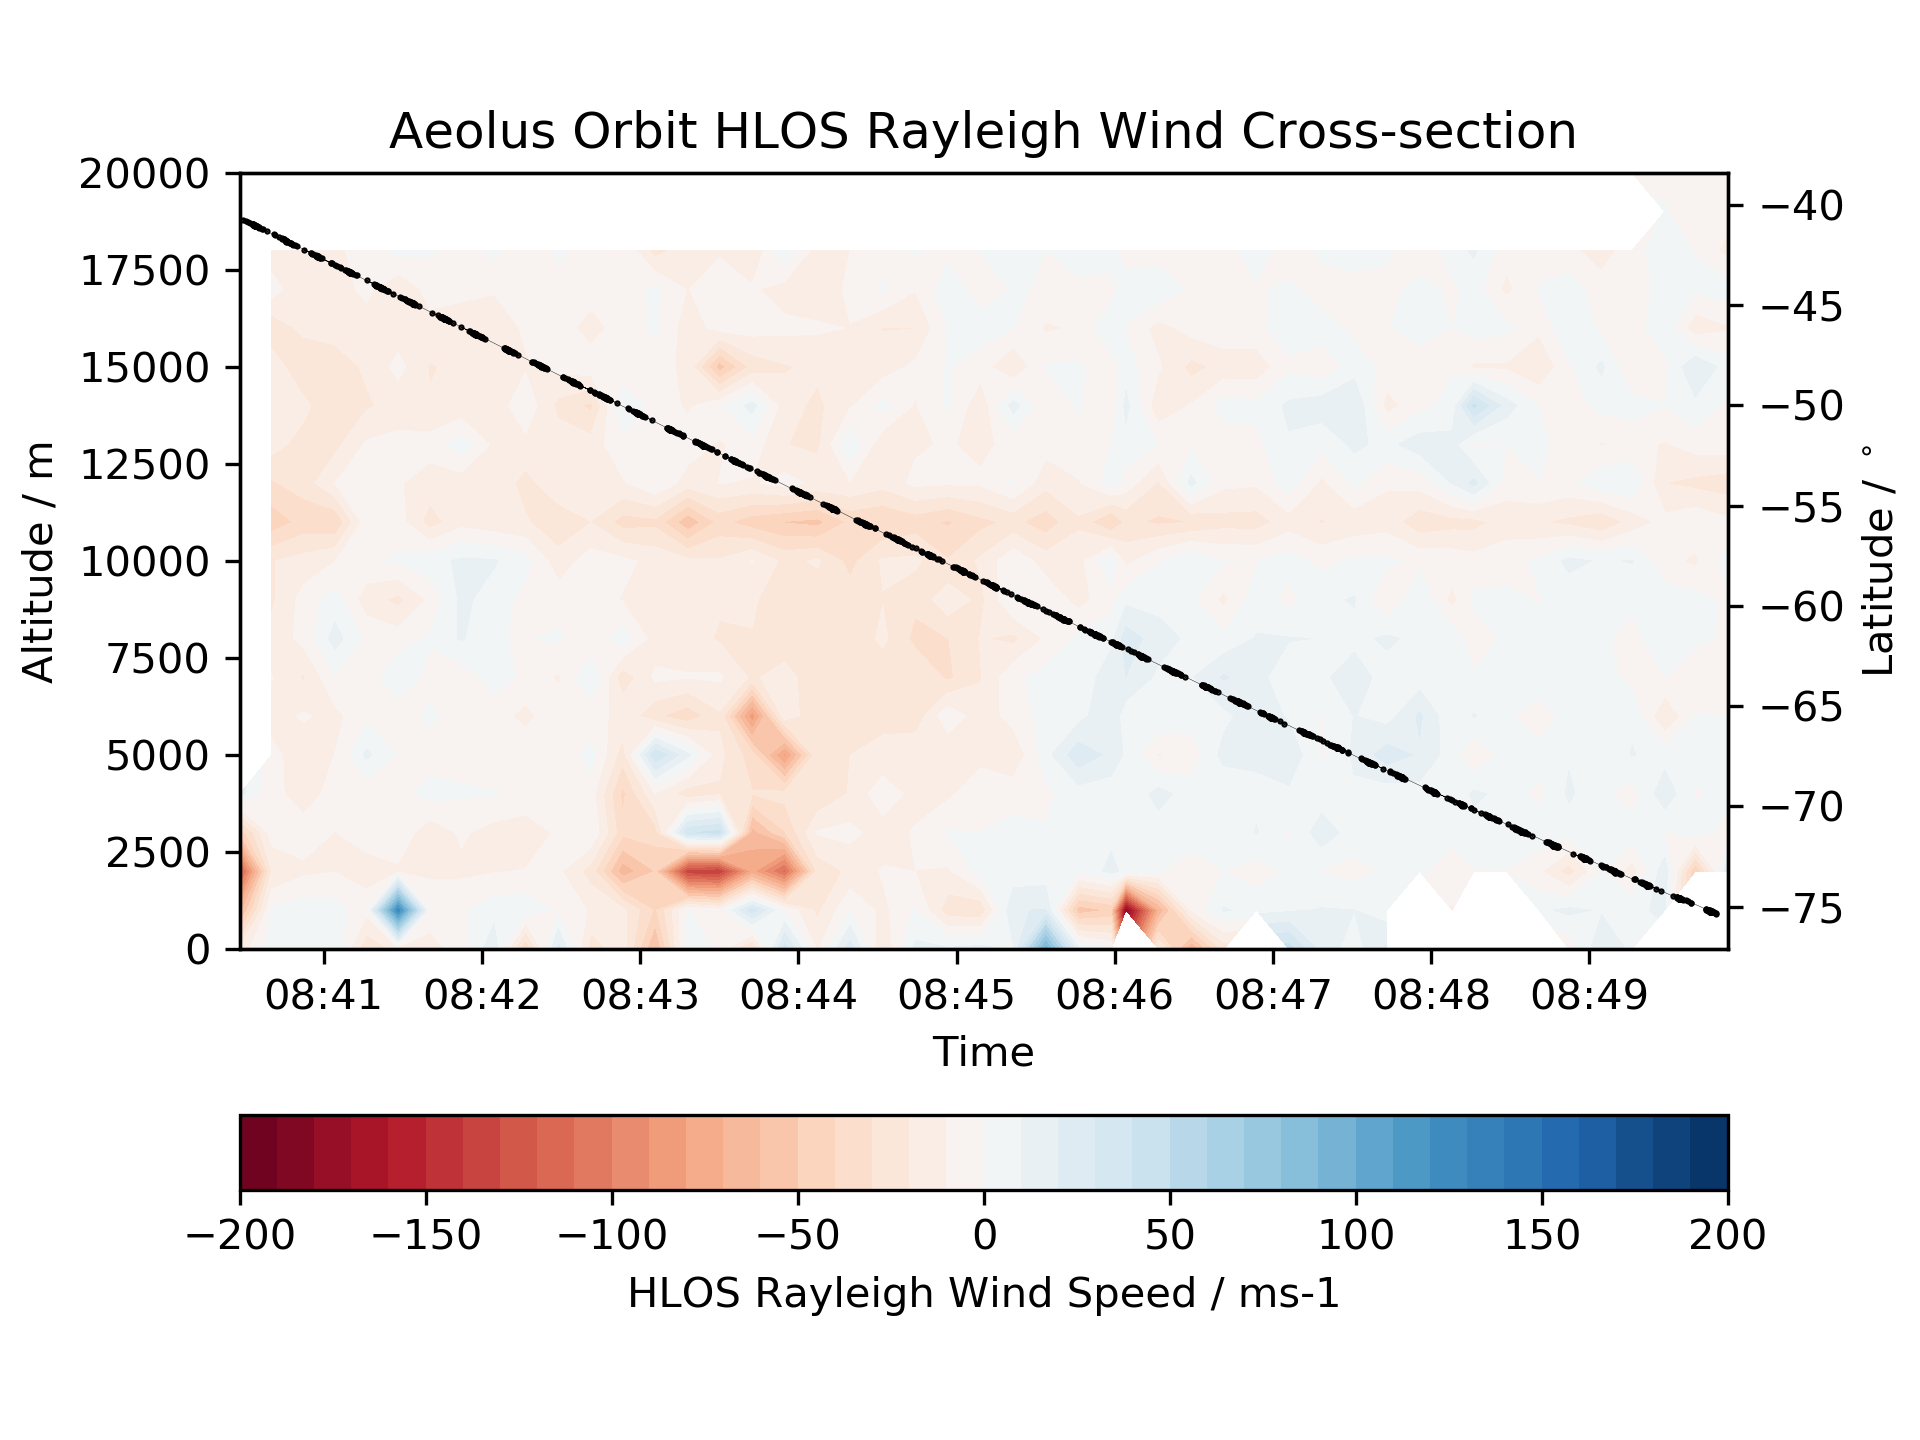 Aeolus Orbit HLOS Rayleigh Wind Cross-section
20000
17500
15000
12500
10000
7500
5000
2500
0
Altitude / m
−40
−45
−50
−55
−60
−65
−70
−75
Latitude / °
08:41 08:42 08:43 08:44 08:45 08:46 08:47 08:48 08:49
Time
−200 −150 −100 −50 0 50 100 150 200
HLOS Rayleigh Wind Speed / ms-1